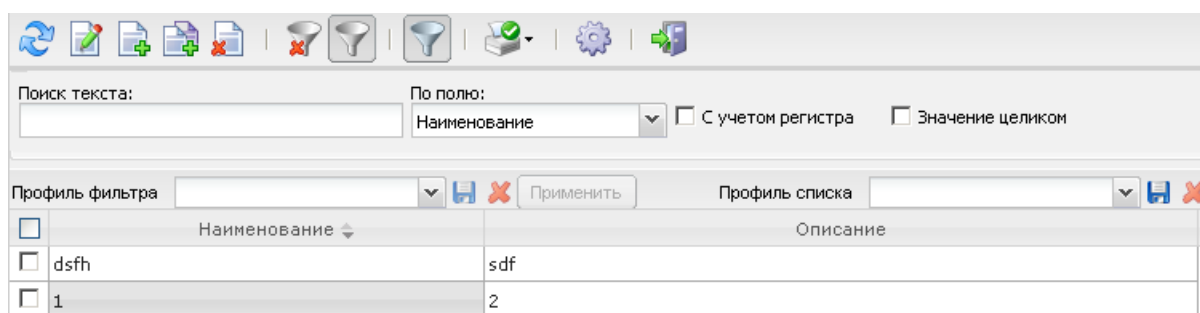 Поиск текста: По полю:
Наименование С учетом регистра Значение целиком
Профиль фильтра Применить Профиль списка
Наименование Описание
dsfh sdf
1 2